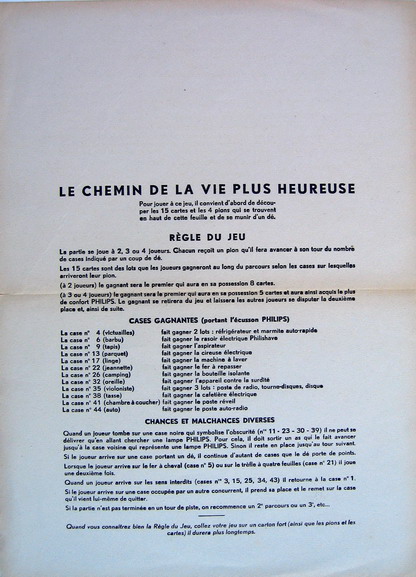 LE CHEMIN DE LA VIE PLUS HEUREUSE
Pour jouer à ce jeu, il convient d'abord de décou-
per les 15 cartes et les 4 pions qui se trouvent
en haut de cette feuille et de se munir d'un dé.
RÈGLE DU JEU
La partie se joue à 2, 3 ou 4 joueurs. Chacun reçoit un pion qu'il fera avancer à son tour du nombre
de cases indiqué par un coup de dé.
Les 15 cartes sont des lots que les joueurs gagneront au long du parcours selon les cases sur lesquelles
arriveront leur pion.
(à 2 joueurs) le gagnant sera le premier qui aura en sa possession 8 cartes.
(à 3 ou 4 joueurs) le gagnant sera le premier qui aura en sa possession 5 cartes et aura ainsi acquis le plus
de confort PHILIPS. Le gagnant se retirera du jeu et laissera les autres joueurs se disputer la deuxième
place et, ainsi de suite.
CASES GAGNANTES (portant l'écusson PHILIPS)
La case n° 4 (victuailles) fait gagner 2 lots : réfrigérateur et marmite auto-rapide
La case n° 6 (barbu) fait gagner le rasoir électrique Philishave
La case n° 9 (tapis) fait gagner l'aspirateur
La case n° 13 (parquet) fait gagner la cireuse électrique
La case n° 17 (linge) fait gagner la machine à laver
La case n° 22 (jeannette) fait gagner le fer à repasser
La case n° 26 (camping) fait gagner la bouteille isolante
La case n° 32 (oreille) fait gagner l'appareil contre la surdité
La case n° 35 (violoniste) fait gagner 3 lots : poste de radio, tourne-disques, disque
La case n° 38 (tasse) fait gagner la cafetière électrique
La case n° 41 (chambre à coucher) fait gagner le poste réveil
La case n° 44 (auto) fait gagner le poste auto-radio
CHANCES ET MALCHANCES DIVERSES
Quand un joueur tombe sur une case noire qui symbolise l'obscurité (n°s 11 - 23 - 30 - 39) il ne peut se
délivrer qu'en allant chercher une lampe PHILIPS. Pour cela, il doit sortir un as qui le fait avancer
jusqu'à la case voisine qui représente une lampe PHILIPS. Sinon il reste en place jusqu'au tour suivant.
Si le joueur arrive sur une case portant un dé, il continue d'autant de cases que le dé porte de points.
Lorsque le joueur arrive sur le fer à cheval (case n° 5) ou sur le trèfle à quatre feuilles (case n° 21) il joue
une deuxième fois.
Quand un joueur arrive sur les sens interdits (cases n°s 3, 15, 25, 34, 43) il retourne à la case n° 1.
Si le joueur arrive sur une case occupée par un autre concurrent, il prend sa place et le remet sur la case
qu'il vient lui-même de quitter.
Si la partie n'est pas terminée en un tour de piste, on recommence un 2e parcours ou un 3e, etc...
Quand vous connaîtrez bien la Règle du Jeu, collez votre jeu sur un carton fort (ainsi que les pions et les
cartes) il durera plus longtemps.